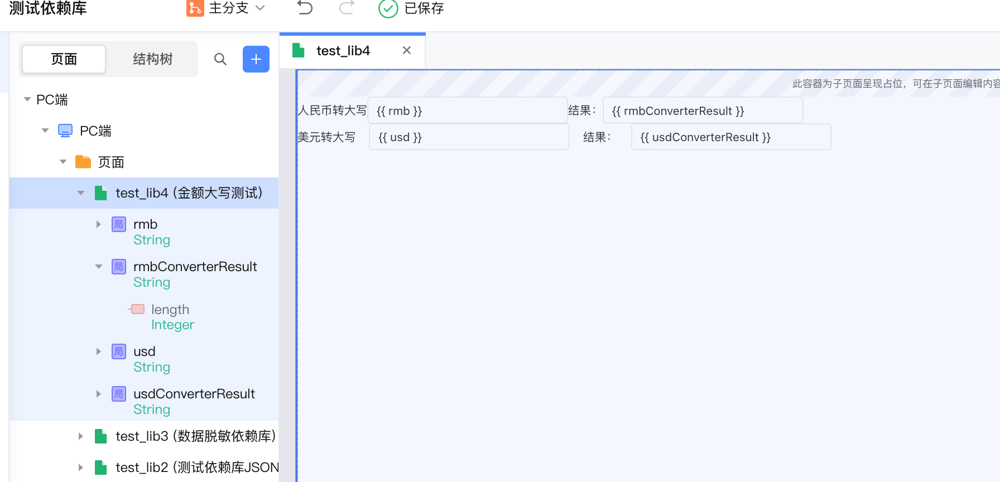 测试依赖库
主分支
已保存
页面
结构树
test_lib4
PC端
PC端
页面
test_lib4 (金额大写测试)
局 rmb
String
局 rmbConverterResult
String
length
Integer
局 usd
String
局 usdConverterResult
String
test_lib3 (数据脱敏依赖库)
test_lib2 (测试依赖库JSON
此容器为子页面呈现占位，可在子页面编辑内容
人民币转大写 {{ rmb }} 结果： {{ rmbConverterResult }}
美元转大写 {{ usd }} 结果： {{ usdConverterResult }}